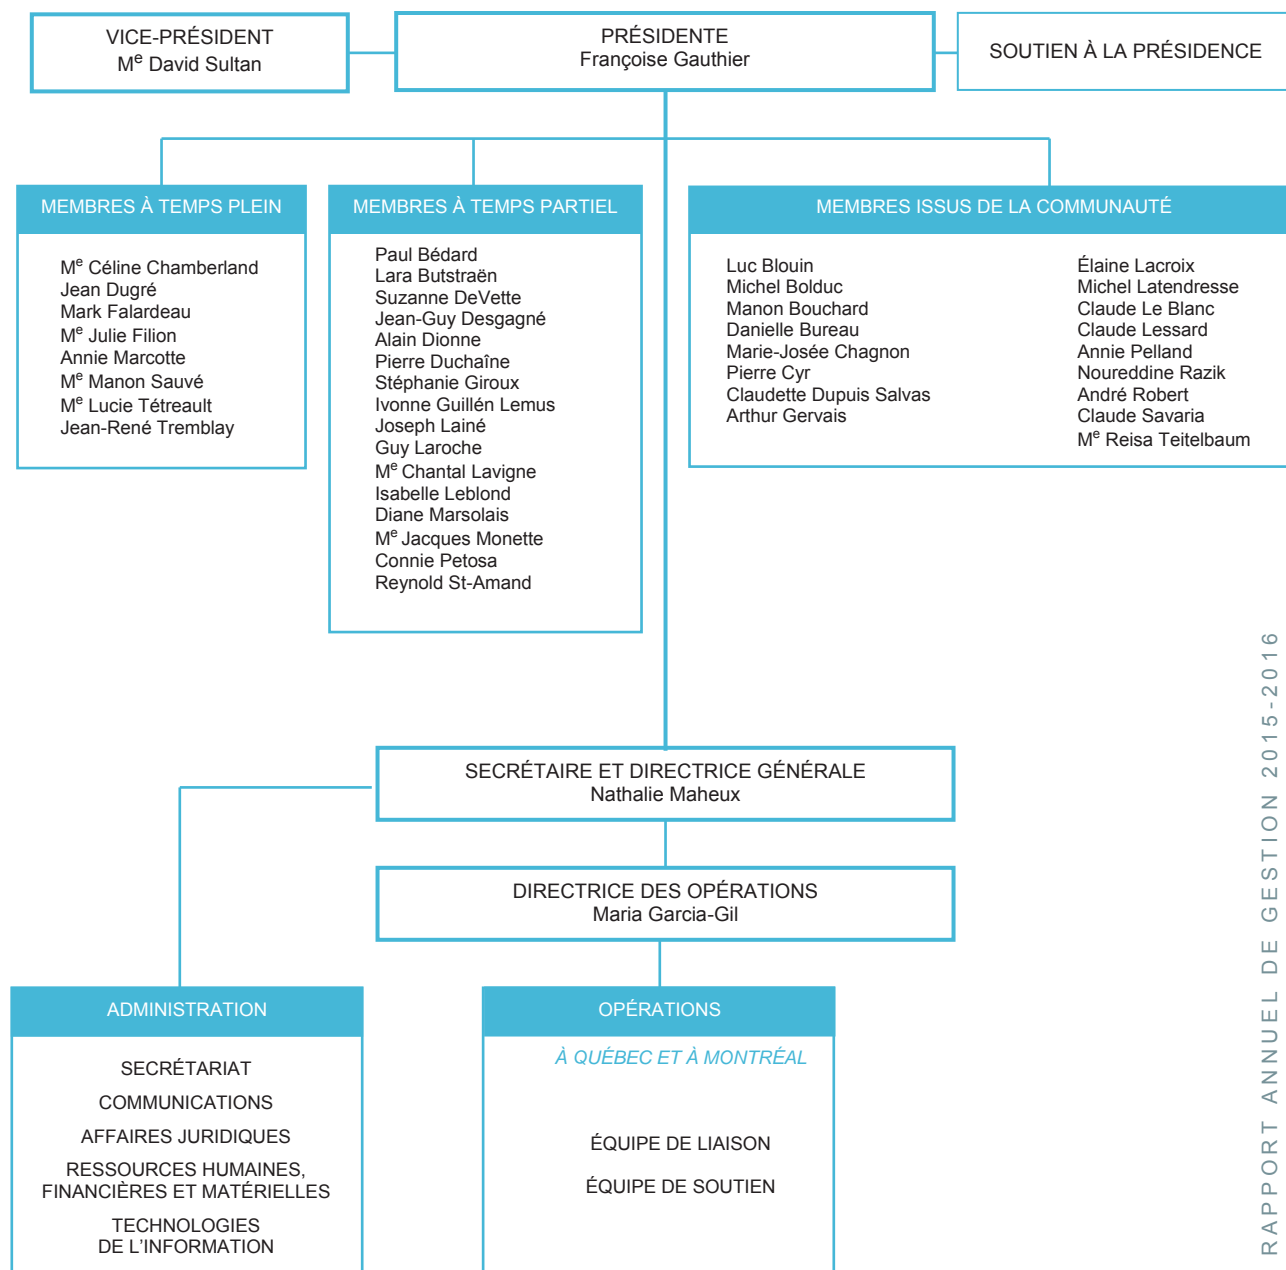 VICE-PRÉSIDENT
Me David Sultan
PRÉSIDENTE
Françoise Gauthier
SOUTIEN À LA PRÉSIDENCE
MEMBRES À TEMPS PLEIN
Me Céline Chamberland
Jean Dugré
Mark Falardeau
Me Julie Filion
Annie Marcotte
Me Manon Sauvé
Me Lucie Tétreault
Jean-René Tremblay
MEMBRES À TEMPS PARTIEL
Paul Bédard
Lara Butstraën
Suzanne DeVette
Jean-Guy Desgagné
Alain Dionne
Pierre Duchaîne
Stéphanie Giroux
Ivonne Guillén Lemus
Joseph Lainé
Guy Laroche
Me Chantal Lavigne
Isabelle Leblond
Diane Marsolais
Me Jacques Monette
Connie Petosa
Reynold St-Amand
MEMBRES ISSUS DE LA COMMUNAUTÉ
Luc Blouin
Michel Bolduc
Manon Bouchard
Danielle Bureau
Marie-Josée Chagnon
Pierre Cyr
Claudette Dupuis Salvas
Arthur Gervais
Élaine Lacroix
Michel Latendresse
Claude Le Blanc
Claude Lessard
Annie Pelland
Noureddine Razik
André Robert
Claude Savaria
Me Reisa Teitelbaum
SECRÉTAIRE ET DIRECTRICE GÉNÉRALE
Nathalie Maheux
DIRECTRICE DES OPÉRATIONS
Maria Garcia-Gil
ADMINISTRATION
SECRÉTARIAT
COMMUNICATIONS
AFFAIRES JURIDIQUES
RESSOURCES HUMAINES,
FINANCIÈRES ET MATÉRIELLES
TECHNOLOGIES
DE L'INFORMATION
OPÉRATIONS
À QUÉBEC ET À MONTRÉAL
ÉQUIPE DE LIAISON
ÉQUIPE DE SOUTIEN
RAPPORT ANNUEL DE GESTION 2015-2016